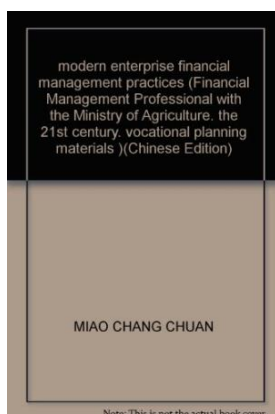 modern enterprise financial
management practices (Financial
Management Professional with
the Ministry of Agriculture. the
21st century. vocational planning
materials )(Chinese Edition)
MIAO CHANG CHUAN
Note: This is not the actual book cover